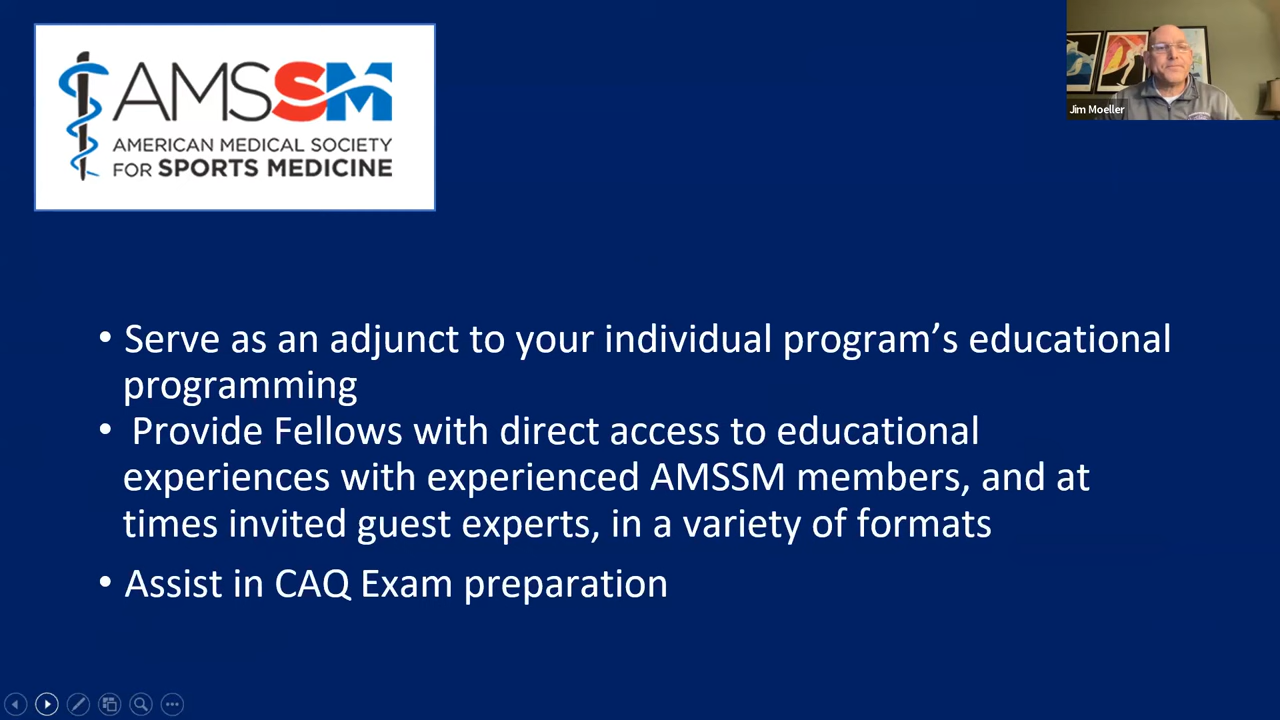 AMSSM
AMERICAN MEDICAL SOCIETY
FOR SPORTS MEDICINE
Jim Moeller
• Serve as an adjunct to your individual program’s educational
programming
• Provide Fellows with direct access to educational
experiences with experienced AMSSM members, and at
times invited guest experts, in a variety of formats
• Assist in CAQ Exam preparation